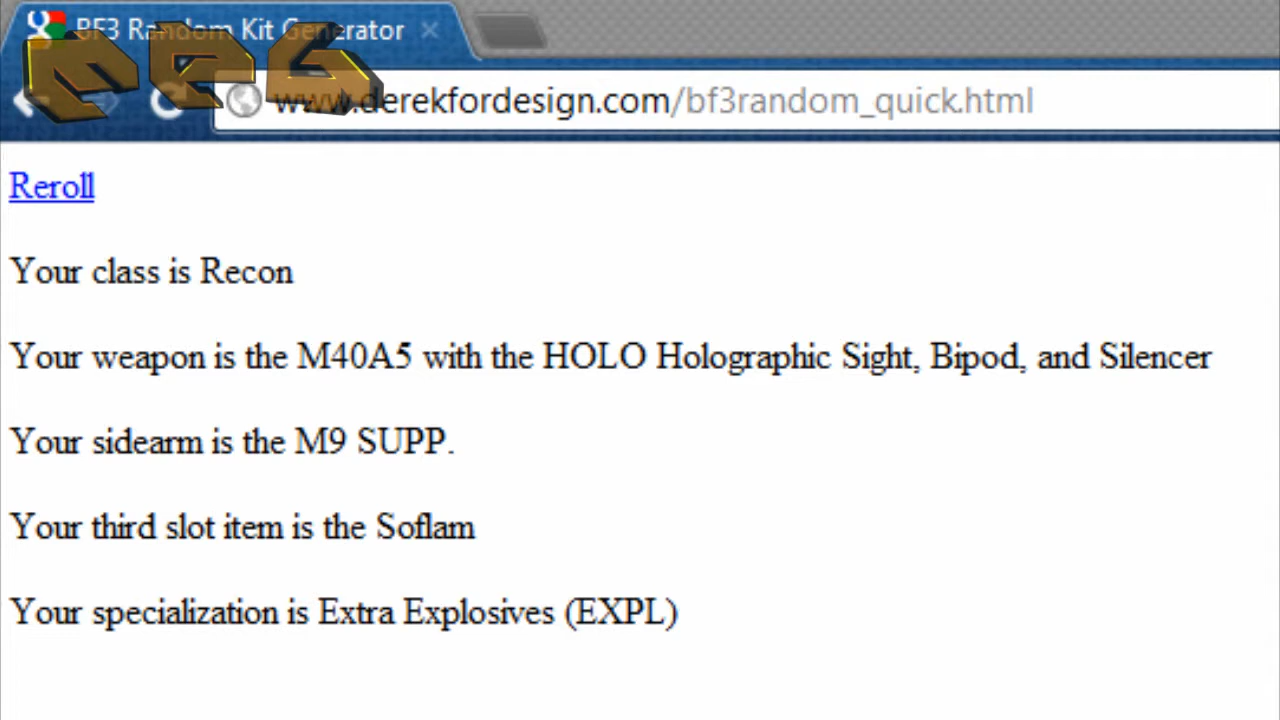 BF3 Random Kit Generator
www.derekfordesign.com/bf3random_quick.html
Reroll
Your class is Recon
Your weapon is the M40A5 with the HOLO Holographic Sight, Bipod, and Silencer
Your sidearm is the M9 SUPP.
Your third slot item is the Soflam
Your specialization is Extra Explosives (EXPL)